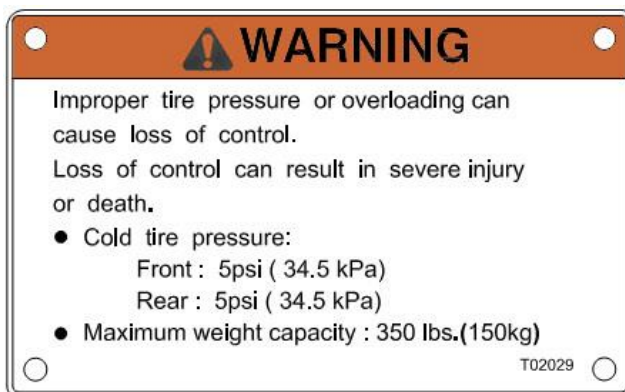 WARNING
Improper tire pressure or overloading can
cause loss of control.
Loss of control can result in severe injury
or death.
● Cold tire pressure:
Front : 5psi ( 34.5 kPa)
Rear : 5psi ( 34.5 kPa)
● Maximum weight capacity : 350 lbs.(150kg)
T02029